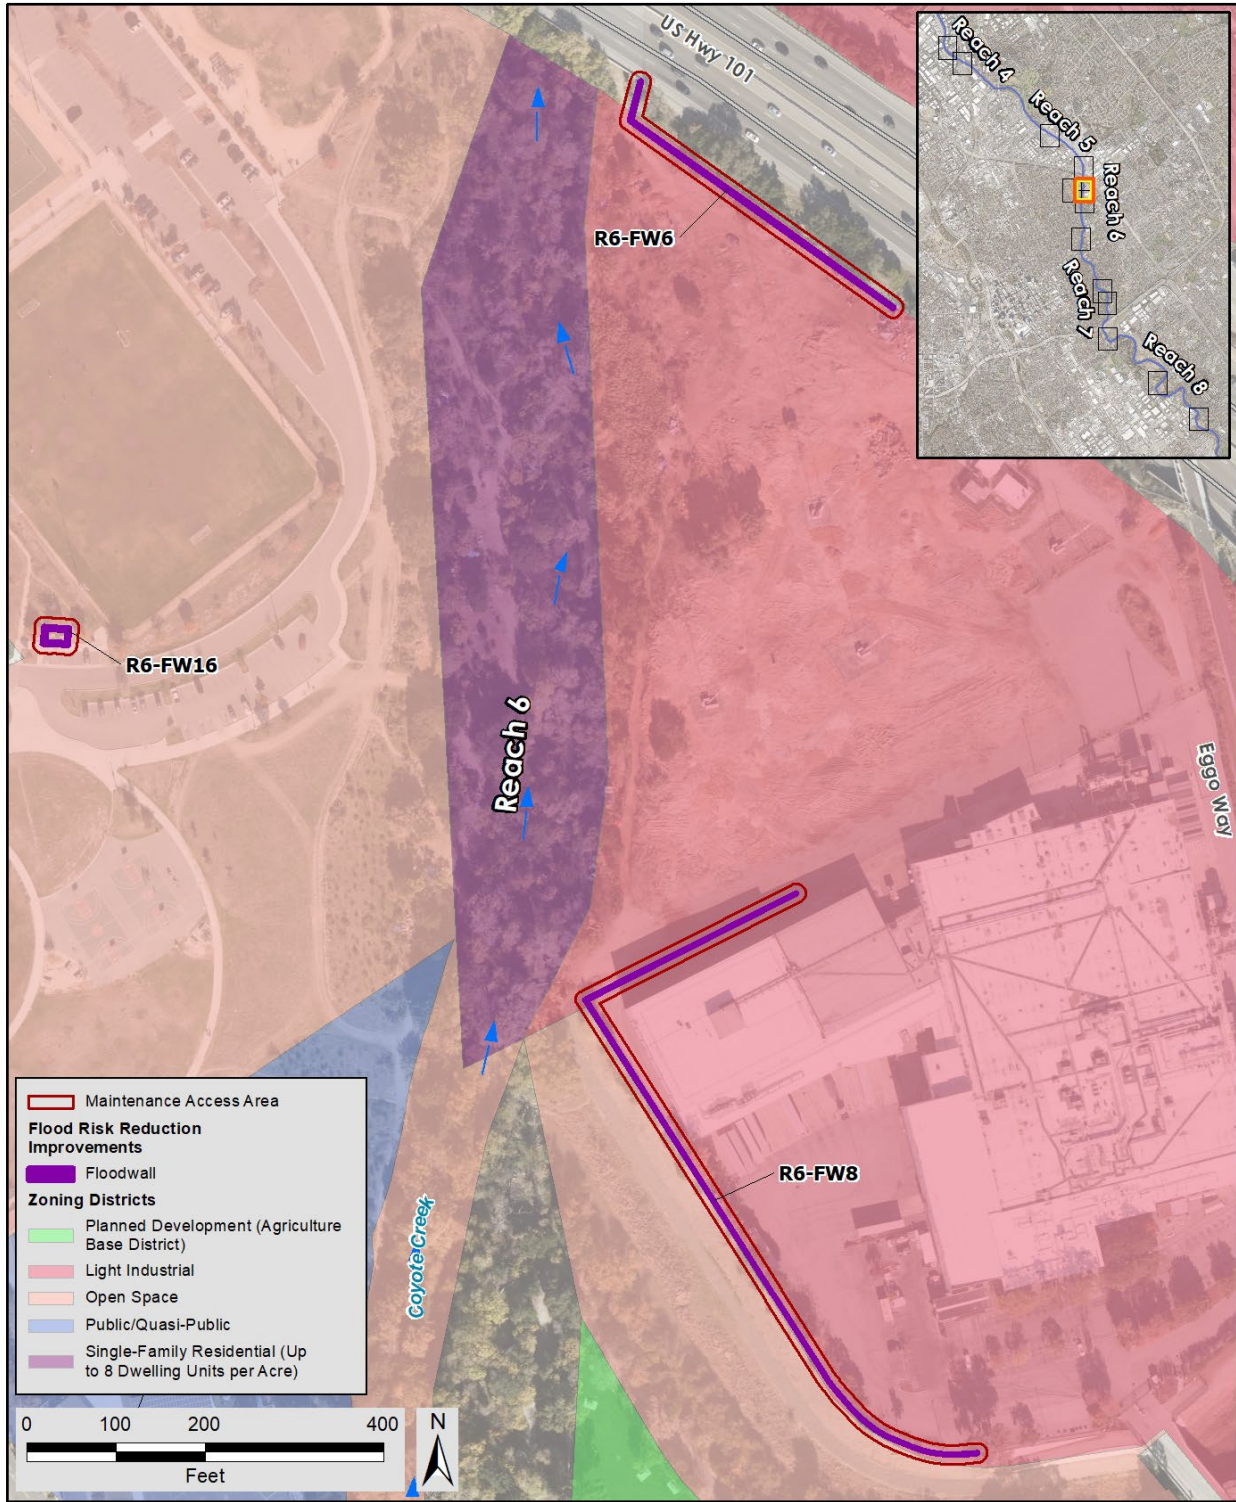 US Hwy 101
Reach 4
Reach 5
Reach 6
Reach 7
Reach 8
R6-FW6
R6-FW16
Reach 6
Eggo Way
R6-FW8
Coyote Creek
Maintenance Access Area
Flood Risk Reduction
Improvements
Floodwall
Zoning Districts
Planned Development (Agriculture
Base District)
Light Industrial
Open Space
Public/Quasi-Public
Single-Family Residential (Up
to 8 Dwelling Units per Acre)
0 100 200 400
Feet
N